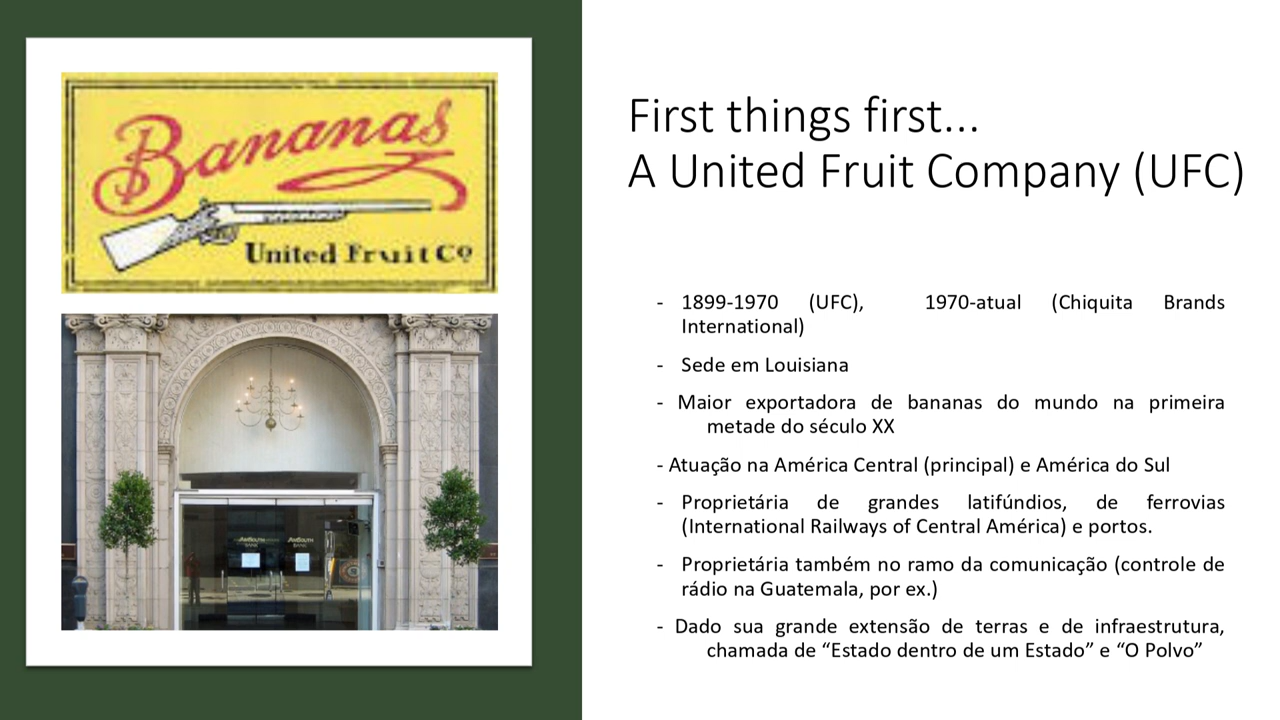 Bananas
United Fruit Co
First things first...
A United Fruit Company (UFC)
- 1899-1970 (UFC), 1970-atual (Chiquita Brands
International)
- Sede em Louisiana
- Maior exportadora de bananas do mundo na primeira
metade do século XX
- Atuação na América Central (principal) e América do Sul
- Proprietária de grandes latifúndios, de ferrovias
(International Railways of Central América) e portos.
- Proprietária também no ramo da comunicação (controle de
rádio na Guatemala, por ex.)
- Dado sua grande extensão de terras e de infraestrutura,
chamada de “Estado dentro de um Estado” e “O Polvo”